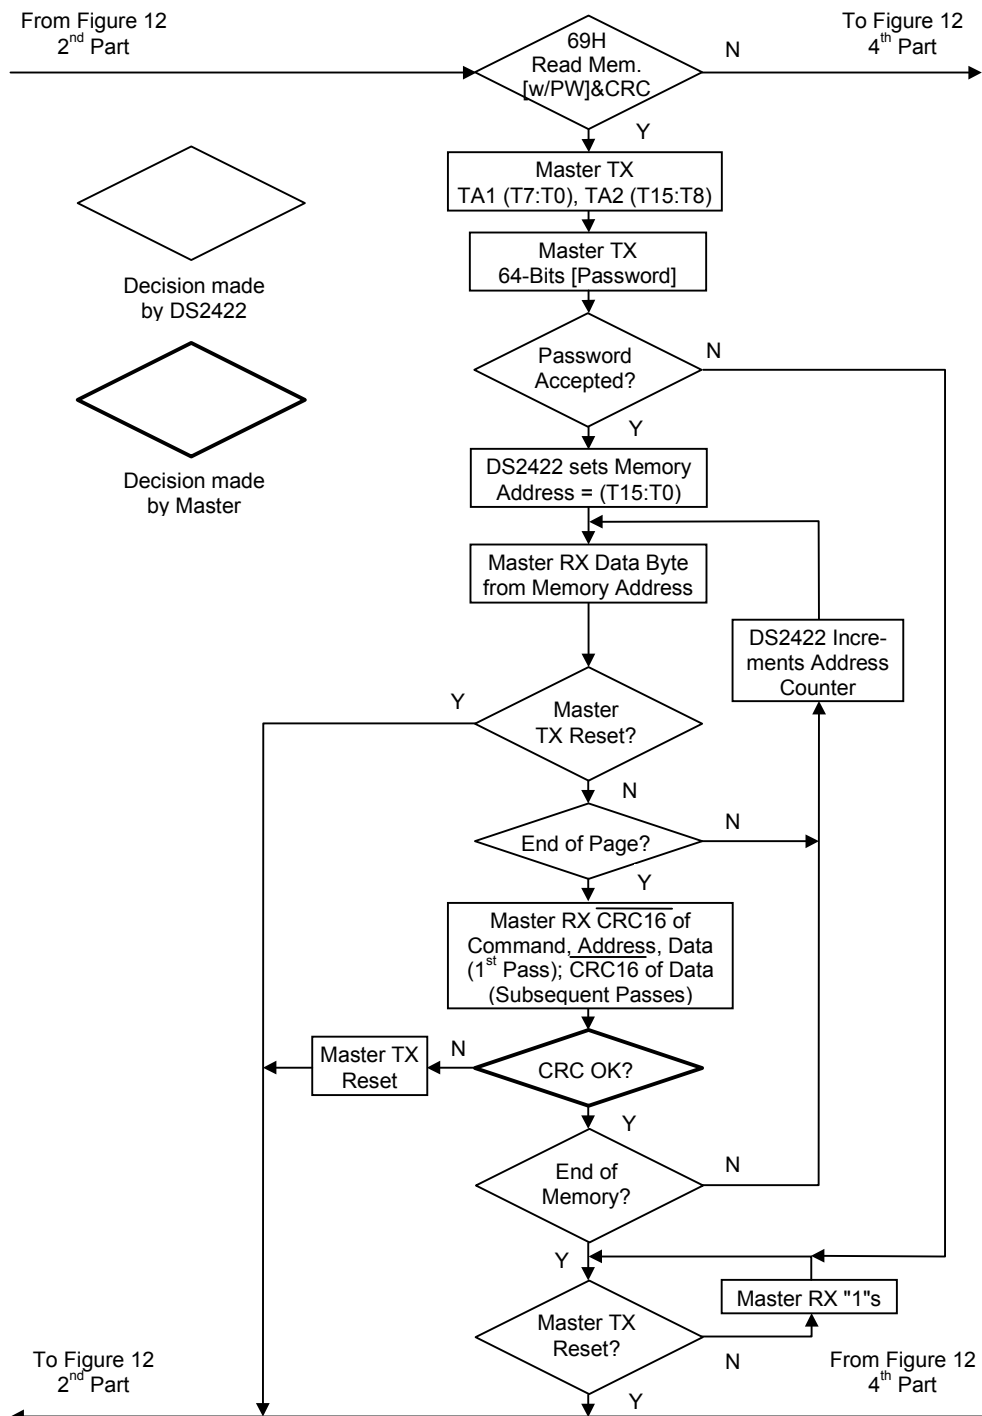 From Figure 12
2nd Part
To Figure 12
4th Part
69H
Read Mem.
[w/PW]&CRC
N
Y
Master TX
TA1 (T7:T0), TA2 (T15:T8)
Decision made
by DS2422
Master TX
64-Bits [Password]
Password
Accepted?
N
Y
Decision made
by Master
DS2422 sets Memory
Address = (T15:T0)
Master RX Data Byte
from Memory Address
DS2422 Incre-
ments Address
Counter
Master
TX Reset?
Y
N
End of Page?
N
Y
Master RX CRC16 of
Command, Address, Data
(1st Pass); CRC16 of Data
(Subsequent Passes)
Master TX
Reset
N
CRC OK?
Y
End of
Memory?
N
Y
Master RX "1"s
Master TX
Reset?
N
Y
To Figure 12
2nd Part
From Figure 12
4th Part